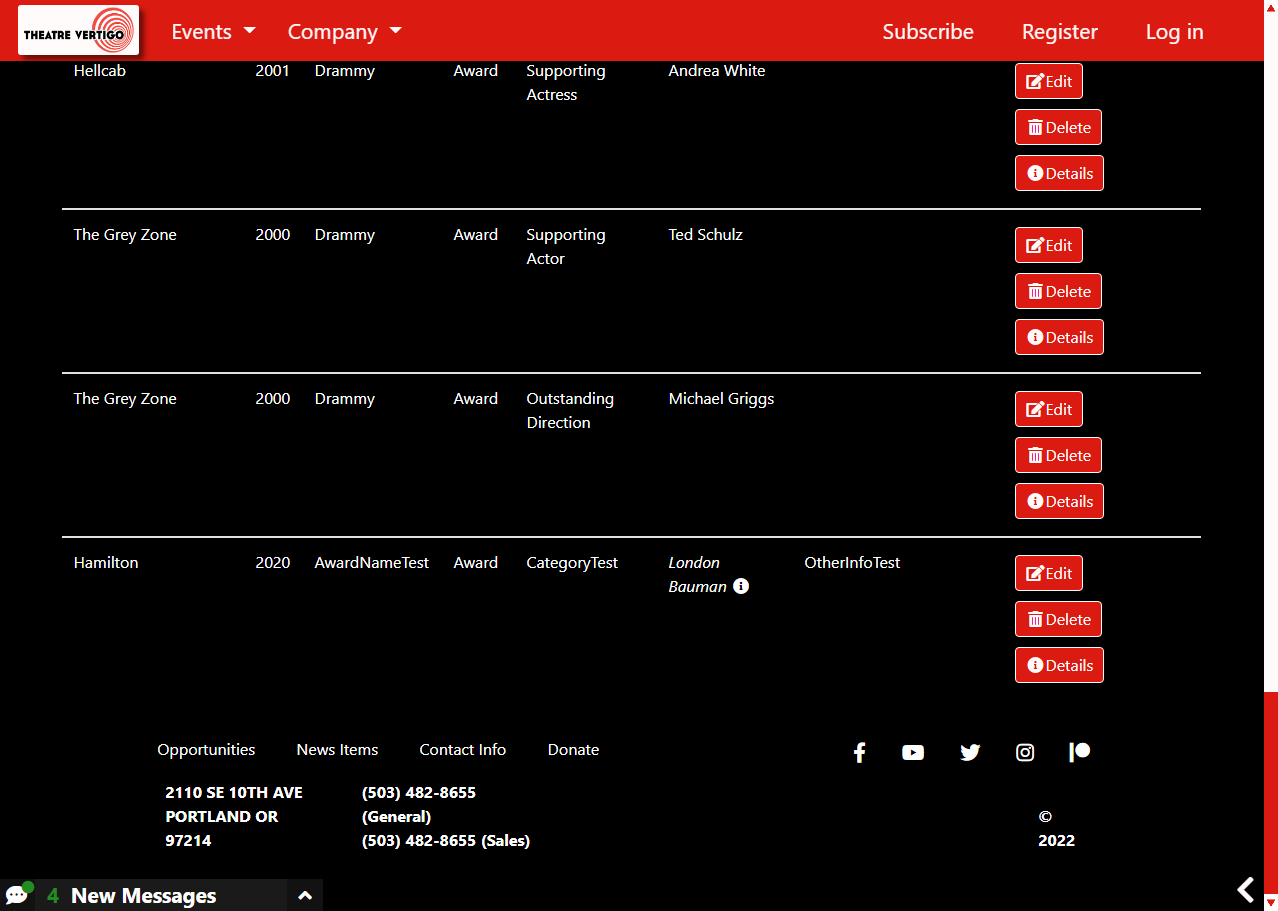 THEATRE VERTIGO Events Company Subscribe Register Log in
Hellcab 2001 Drammy Award Supporting Andrea White Edit
Actress
Delete
Details
The Grey Zone 2000 Drammy Award Supporting Ted Schulz Edit
Actor
Delete
Details
The Grey Zone 2000 Drammy Award Outstanding Michael Griggs Edit
Direction
Delete
Details
Hamilton 2020 AwardNameTest Award CategoryTest London OtherInfoTest Edit
Bauman
Delete
Details
Opportunities News Items Contact Info Donate
2110 SE 10TH AVE (503) 482-8655
PORTLAND OR (General) ©
97214 (503) 482-8655 (Sales) 2022
4 New Messages